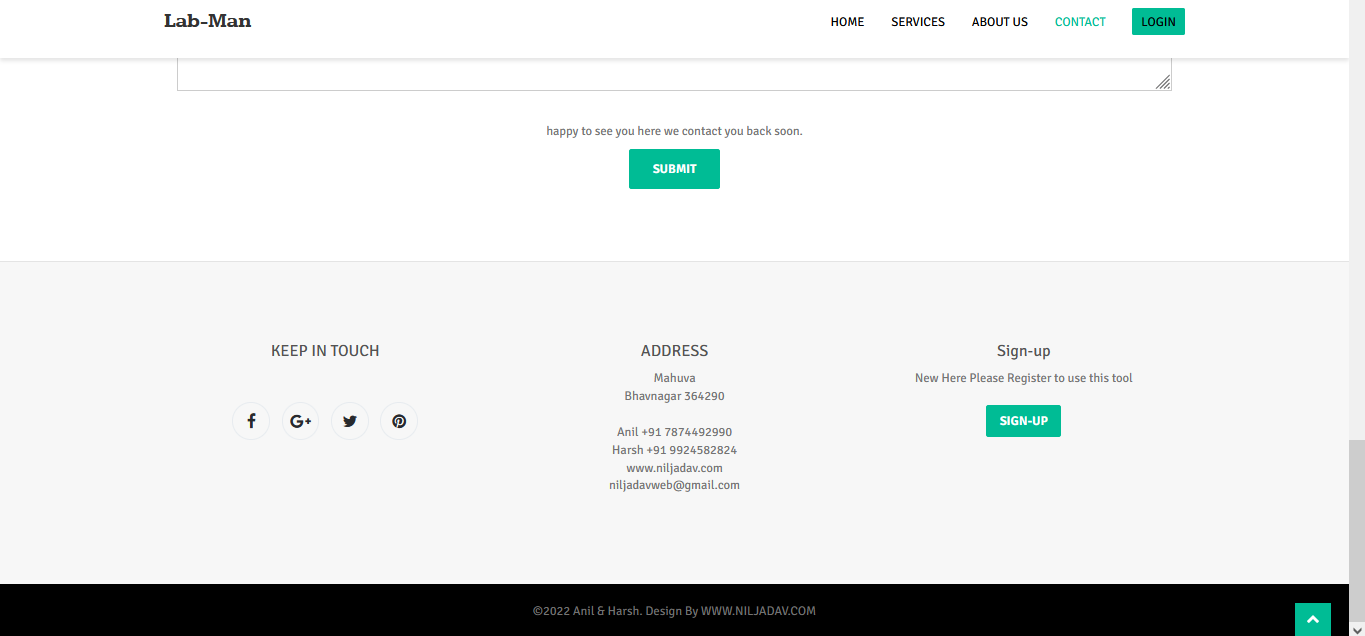 Lab-Man
HOME SERVICES ABOUT US CONTACT LOGIN
happy to see you here we contact you back soon.
SUBMIT
KEEP IN TOUCH
ADDRESS
Mahuva
Bhavnagar 364290
Anil +91 7874492990
Harsh +91 9924582824
www.niljadav.com
niljadavweb@gmail.com
Sign-up
New Here Please Register to use this tool
SIGN-UP
©2022 Anil & Harsh. Design By WWW.NILJADAV.COM